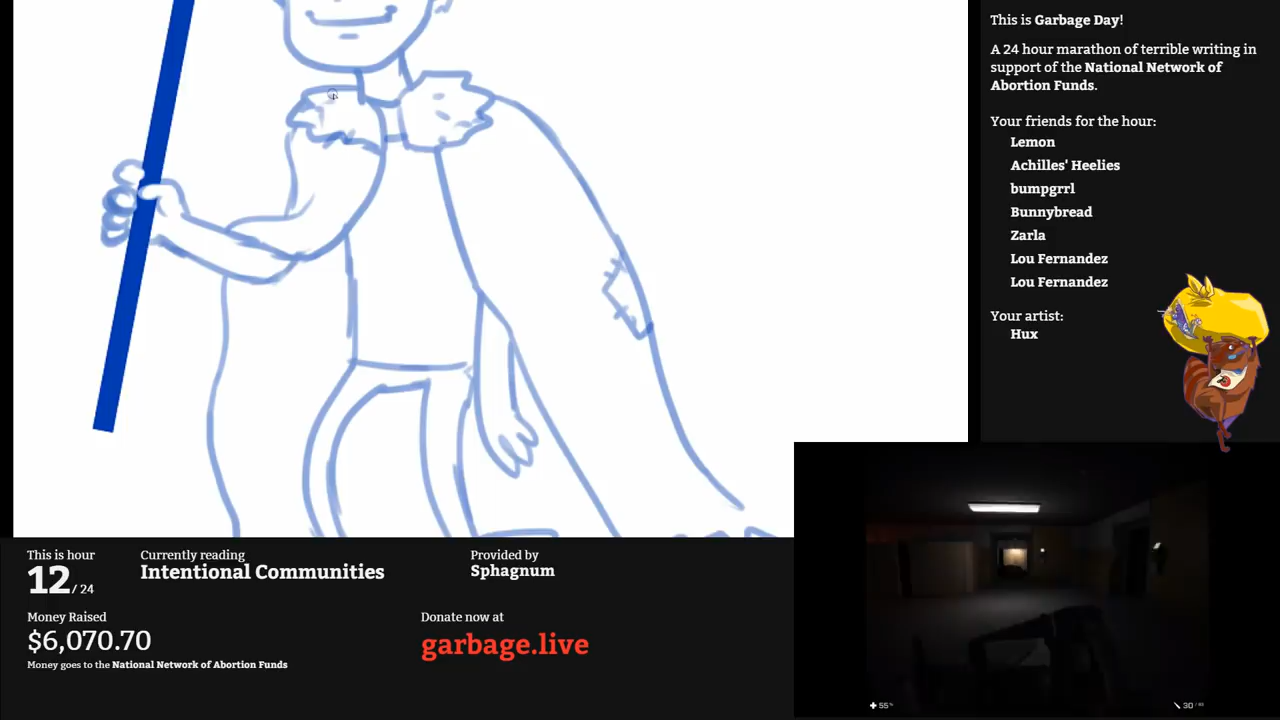 This is Garbage Day!
A 24 hour marathon of terrible writing in
support of the National Network of
Abortion Funds.
Your friends for the hour:
Lemon
Achilles' Heelies
bumpgrrl
Bunnybread
Zarla
Lou Fernandez
Lou Fernandez
Your artist:
Hux
This is hour
12 / 24
Currently reading
Intentional Communities
Provided by
Sphagnum
Money Raised
$6,070.70
Money goes to the National Network of Abortion Funds
Donate now at
garbage.live
55
30